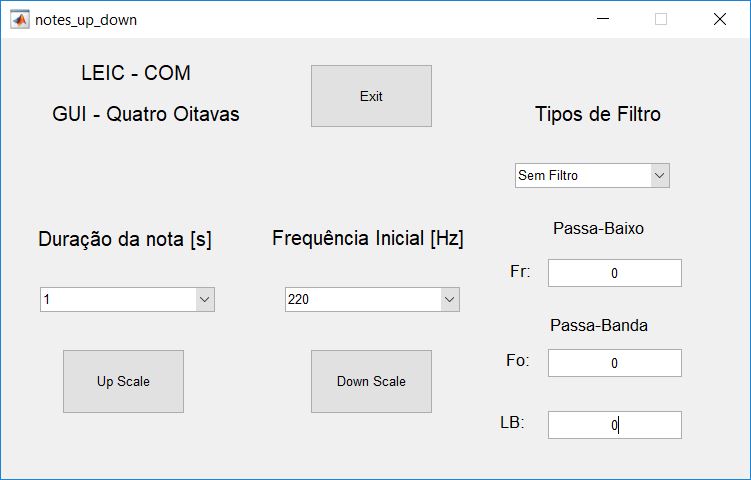 notes_up_down
LEIC - COM
GUI - Quatro Oitavas
Exit
Tipos de Filtro
Sem Filtro
Duração da nota [s]
Frequência Inicial [Hz]
1
220
Up Scale
Down Scale
Passa-Baixo
Fr:
0
Passa-Banda
Fo:
0
LB:
0